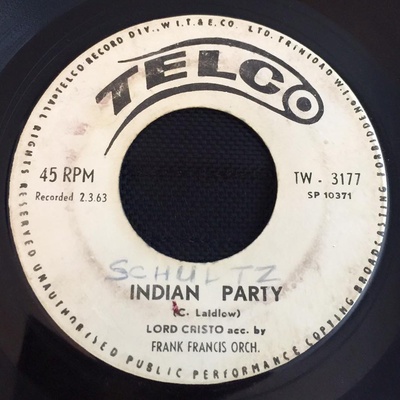 TELCO RECORD DIV., W.I.T. & E. CO. LTD. TRINIDAD W.I.
ALL RIGHTS RESERVED UNAUTHORISED PUBLIC PERFORMANCE COPYING BROADCASTING FORBIDDEN
TELCO
45 RPM
TW - 3177
Recorded 2.3.63
SP 10371
SCHULTZ
INDIAN PARTY
(C. Laidlow)
LORD CRISTO acc. by
FRANK FRANCIS ORCH.